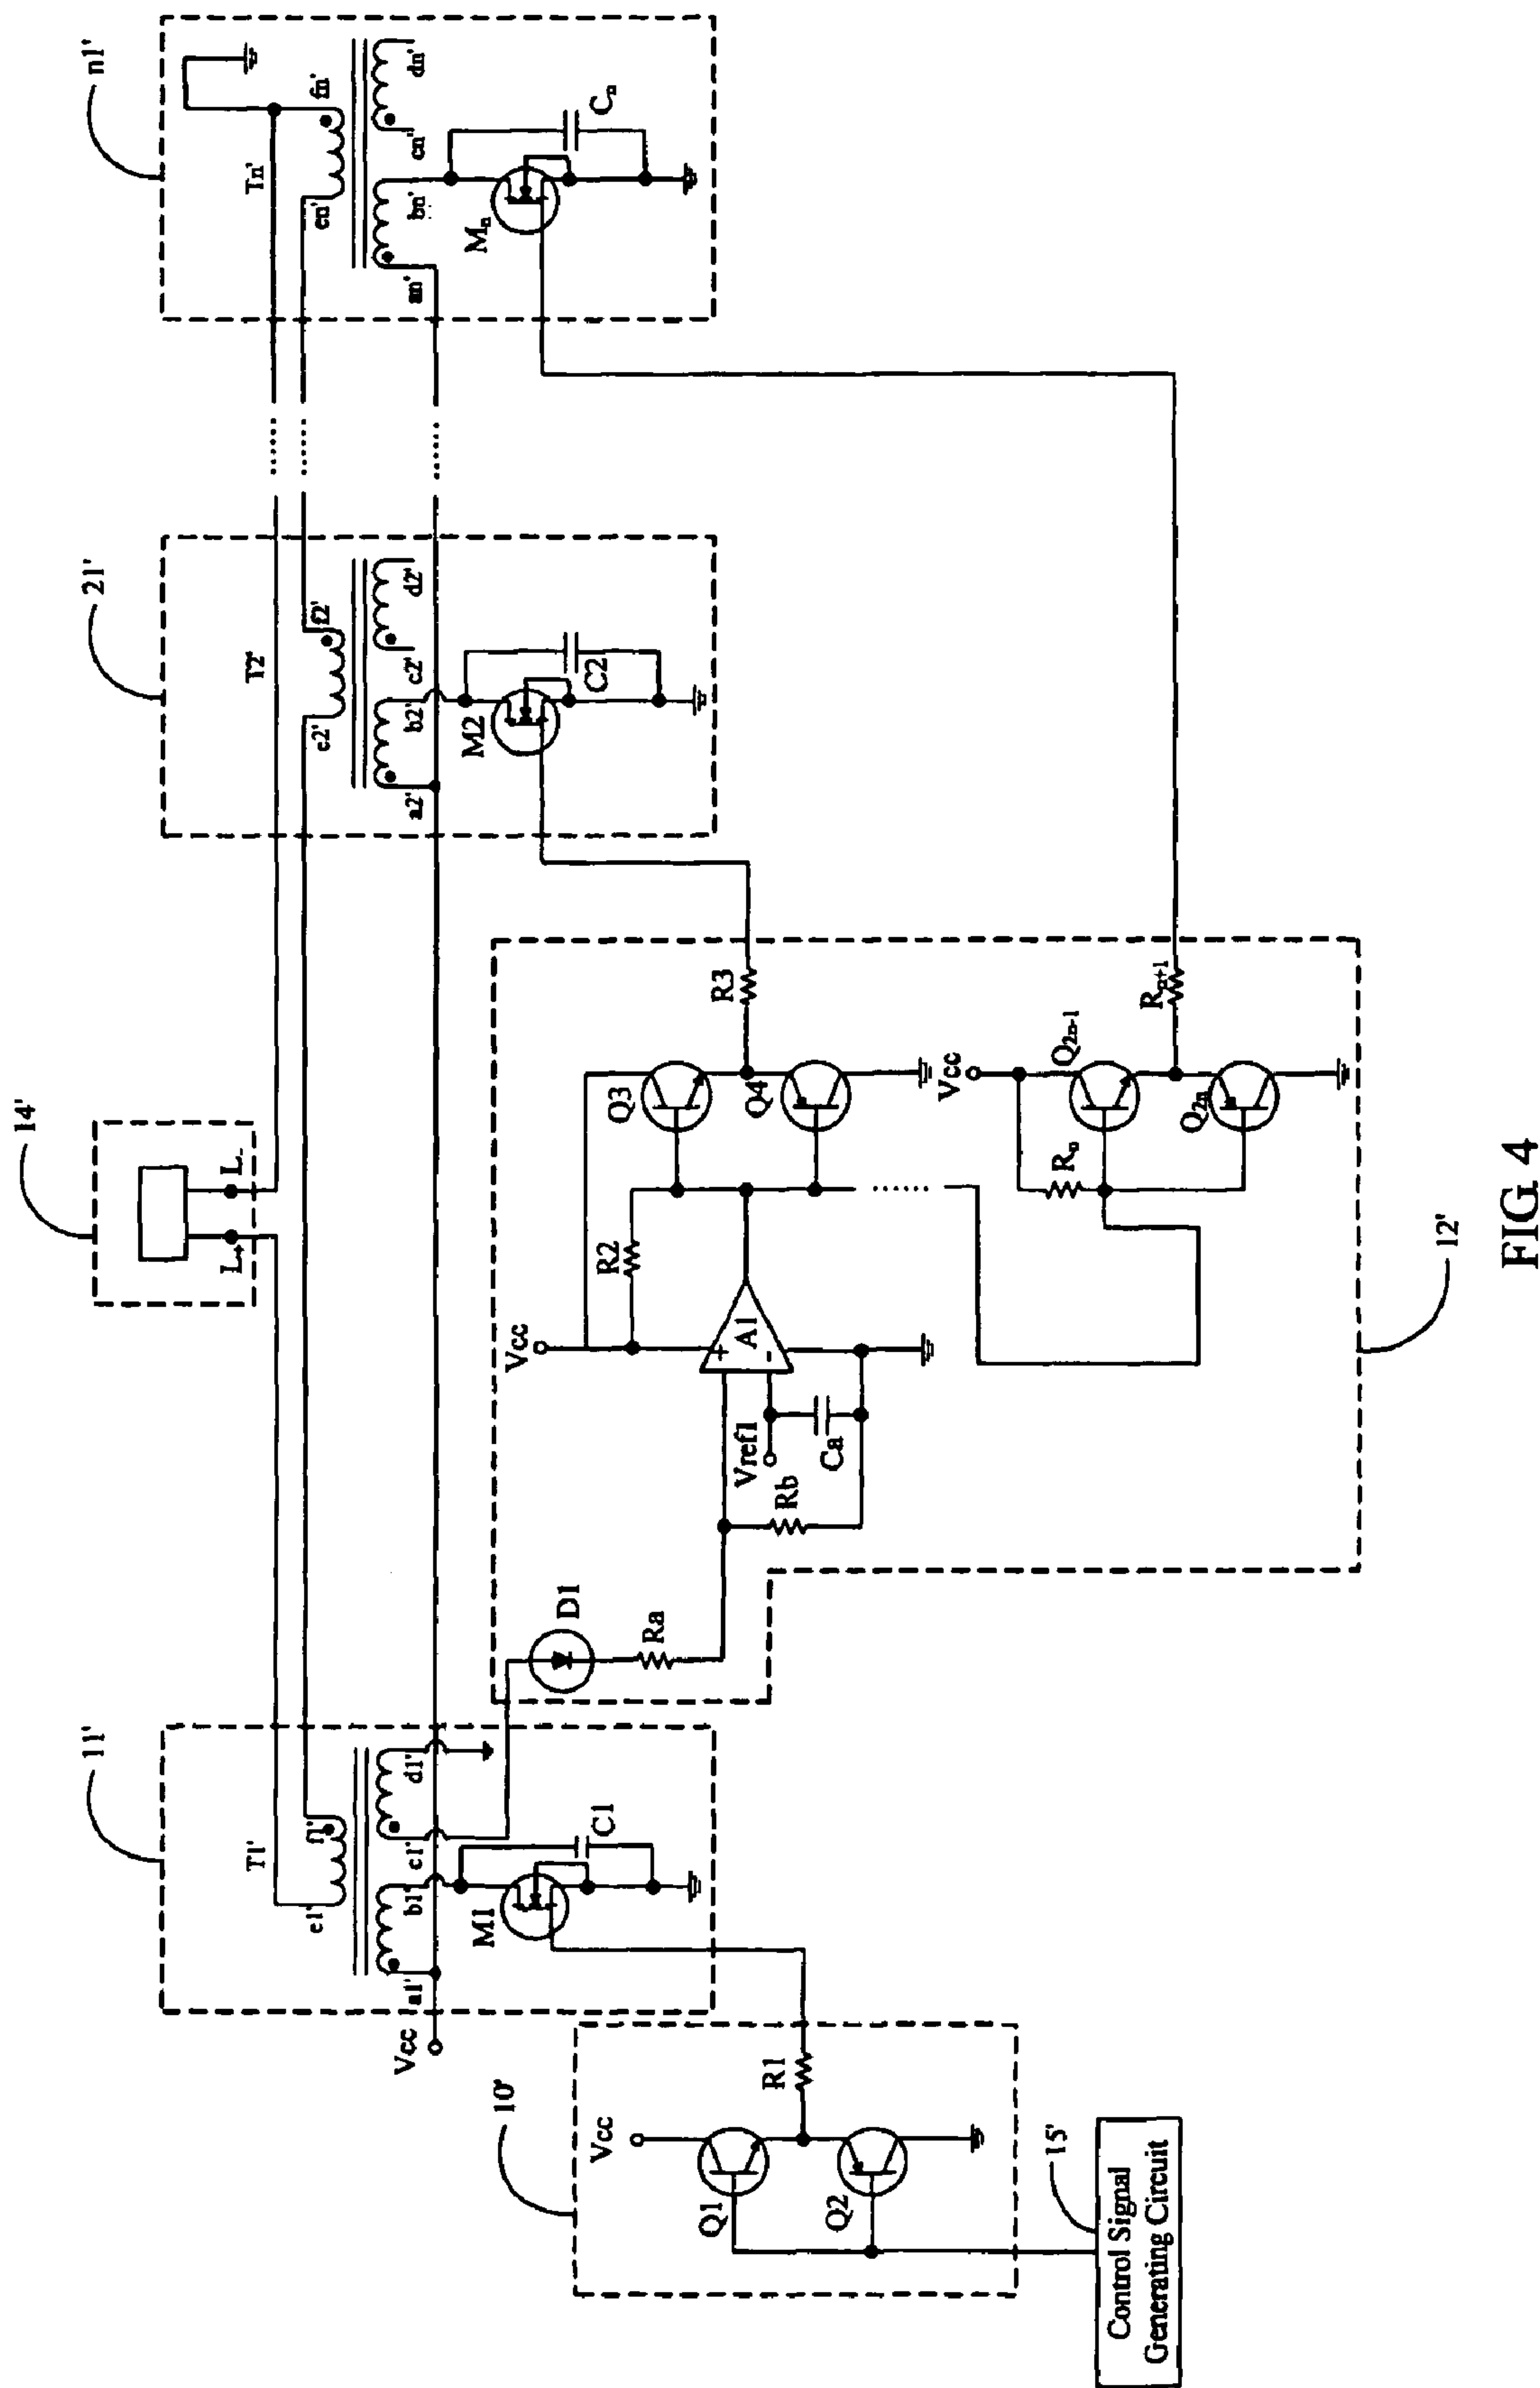 14'
L+
L-
11'
T1'
e1'
f1'
a1'
b1'
c1'
d1'
Vcc
M1
C1
21'
T2'
e2'
f2'
a2'
b2'
c2'
d2'
M2
C2
n1'
Tn'
en'
fn'
an'
bn'
cn'
dn'
Mn
Cn
10'
Vcc
Q1
Q2
R1
15'
Control Signal
Generating Circuit
D1
Ra
Rb
Vref1
Ca
Vcc
A1
+
-
R2
Q3
Q4
R3
Vcc
Rn
Q2n-1
Q2n
Rn+1
12'
FIG 4